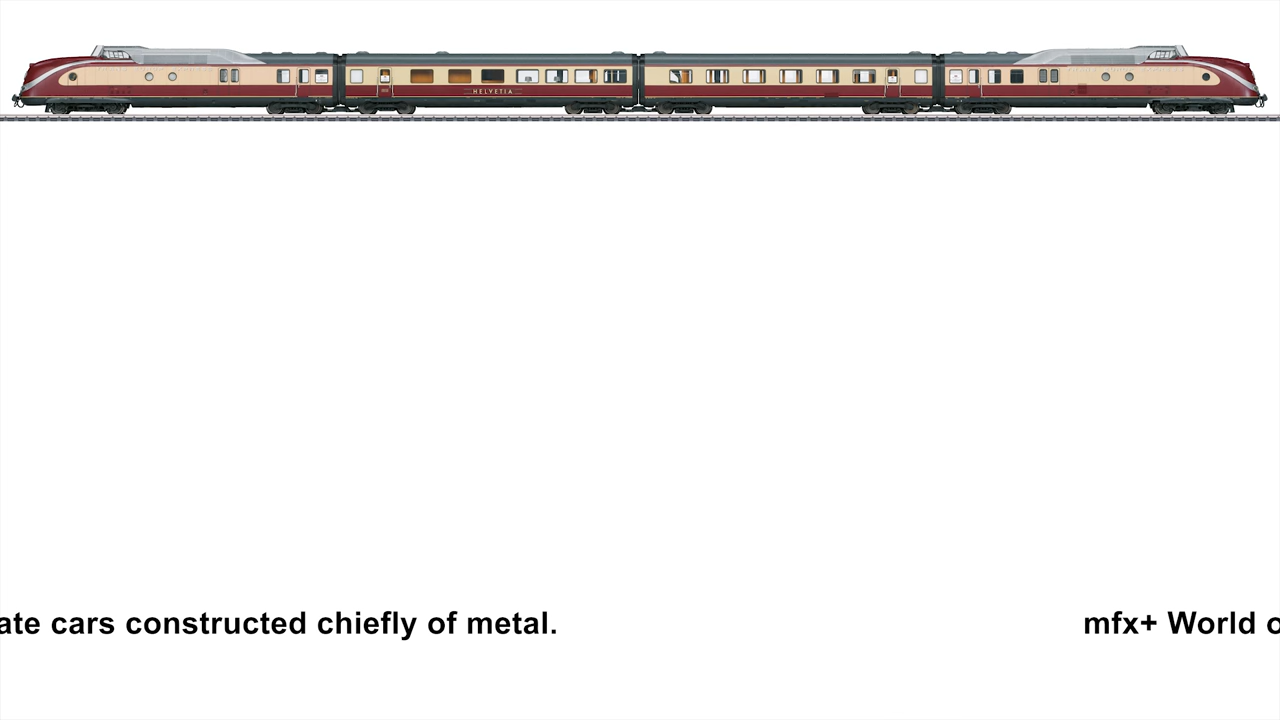 HELVETIA
ate cars constructed chiefly of metal.
mfx+ World o